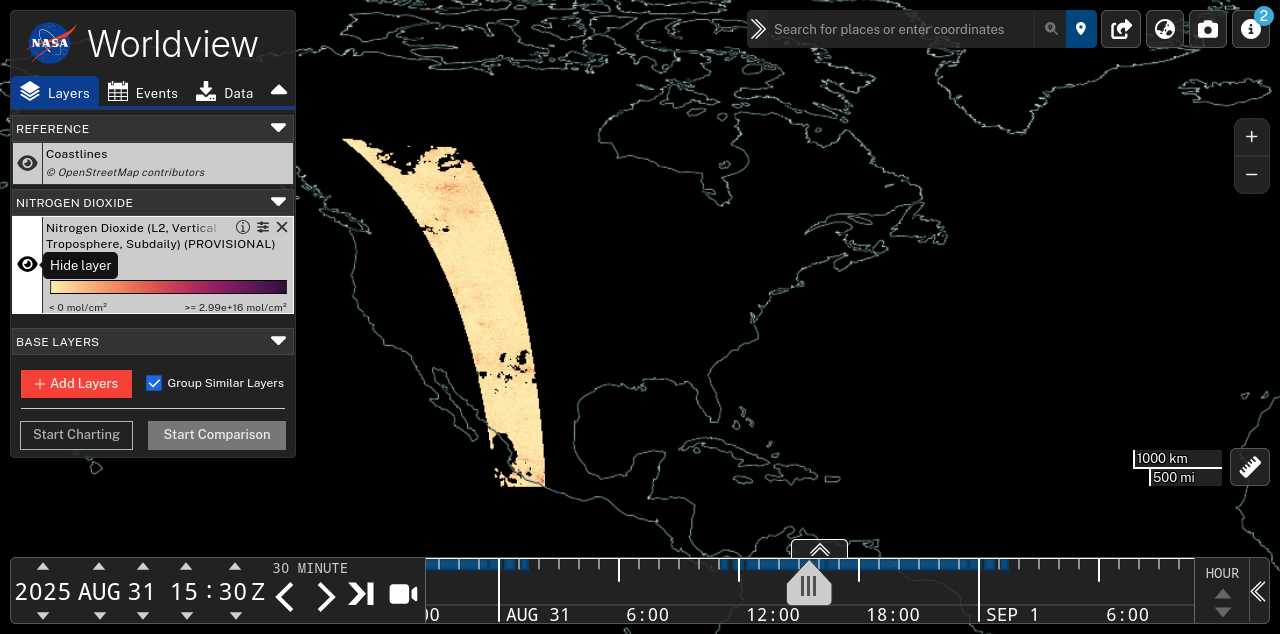 NASA Worldview
Search for places or enter coordinates
2
Layers Events Data
REFERENCE
Coastlines
© OpenStreetMap contributors
NITROGEN DIOXIDE
Nitrogen Dioxide (L2, Vertical
Troposphere, Subdaily) (PROVISIONAL)
Hide layer
< 0 mol/cm² >= 2.99e+16 mol/cm²
BASE LAYERS
+ Add Layers Group Similar Layers
Start Charting Start Comparison
+
−
1000 km
500 mi
30 MINUTE
2025 AUG 31 15 : 30 Z
00 AUG 31 6:00 12:00 18:00 SEP 1 6:00
HOUR